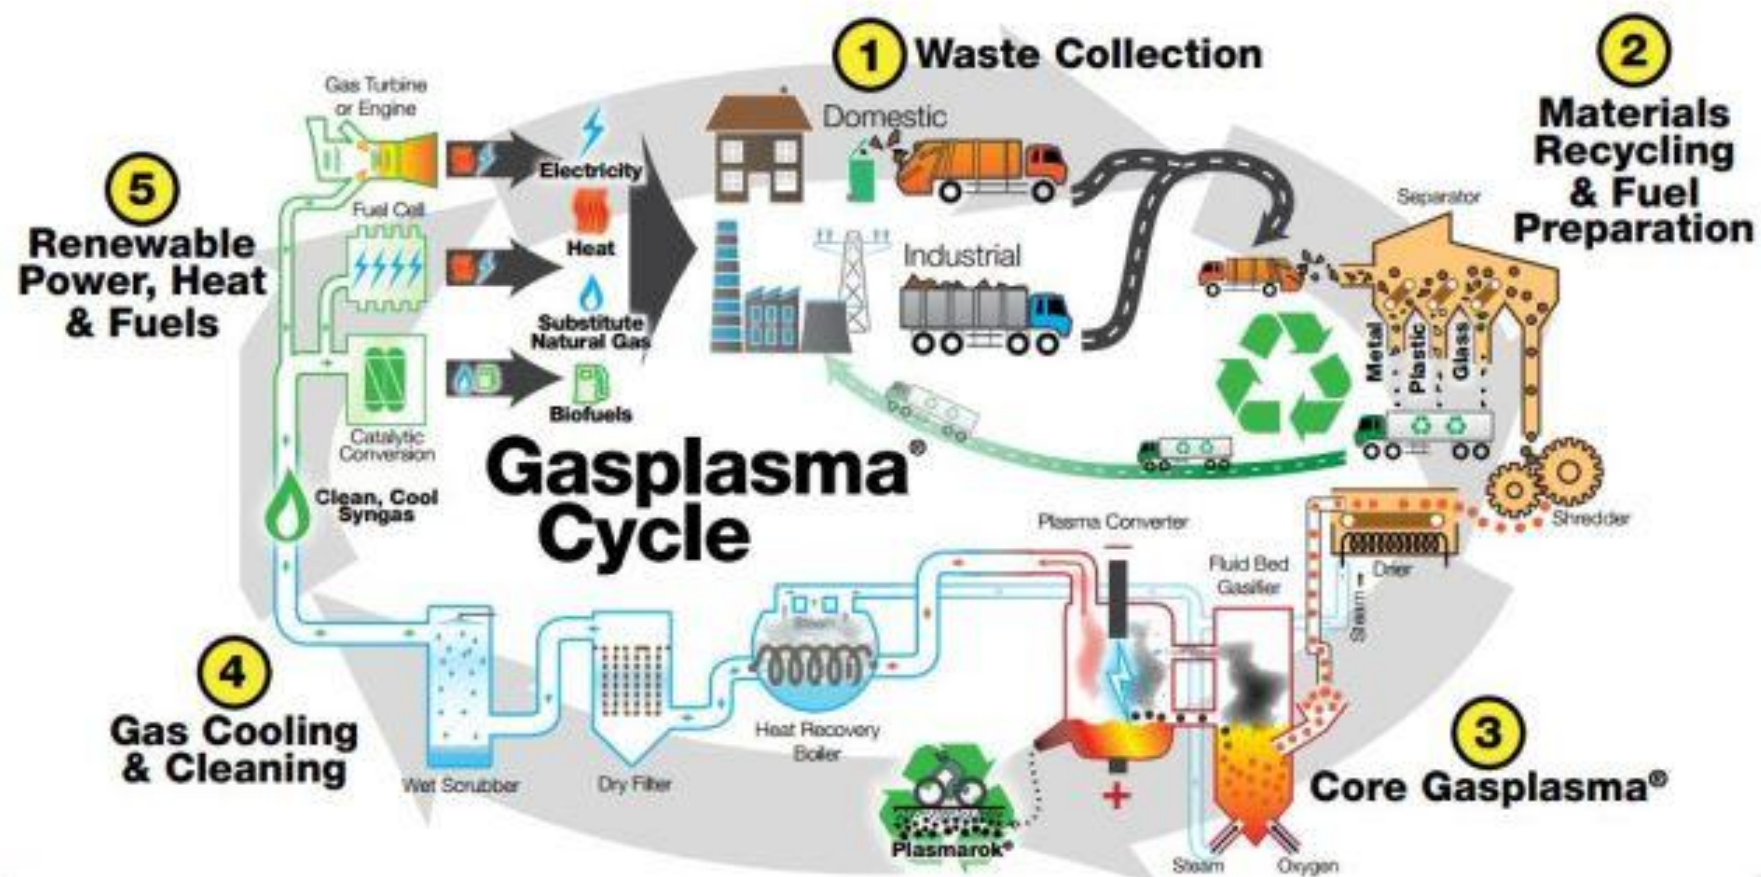 1 Waste Collection
Domestic
Industrial
2
Materials
Recycling
& Fuel
Preparation
Separator
Metal
Plastic
Glass
Shredder
Drier
Steam
3
Core Gasplasma®
Fluid Bed
Gasifier
Plasma Converter
Steam
Oxygen
+
Plasmarok®
4
Gas Cooling
& Cleaning
Heat Recovery
Boiler
Steam
Dry Filter
Wet Scrubber
Clean, Cool
Syngas
5
Renewable
Power, Heat
& Fuels
Gas Turbine
or Engine
Fuel Cell
Catalytic
Conversion
Electricity
Heat
Substitute
Natural Gas
Biofuels
Gasplasma®
Cycle